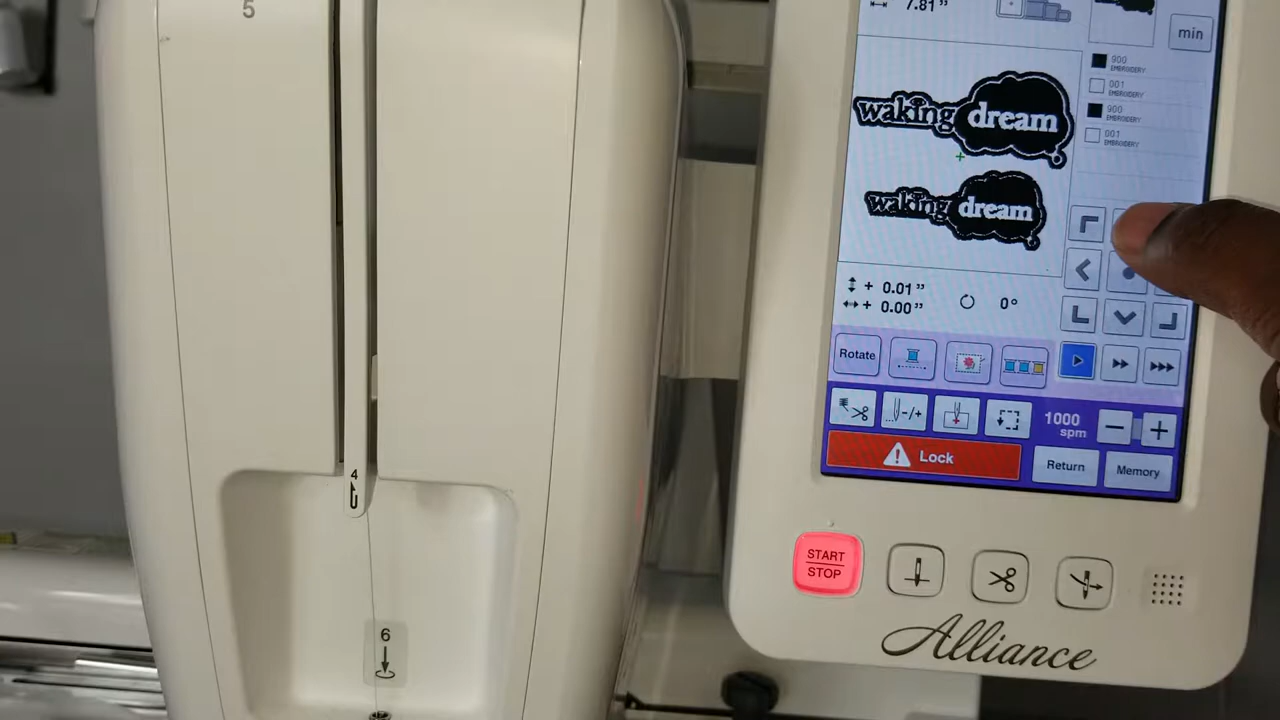 5
7.81"
min
900
EMBROIDERY
001
EMBROIDERY
900
EMBROIDERY
001
EMBROIDERY
waking dream
waking dream
+ 0.01"
+ 0.00"
0°
Rotate
-/+
1000
spm
Lock
Return
Memory
4
START
STOP
6
Alliance